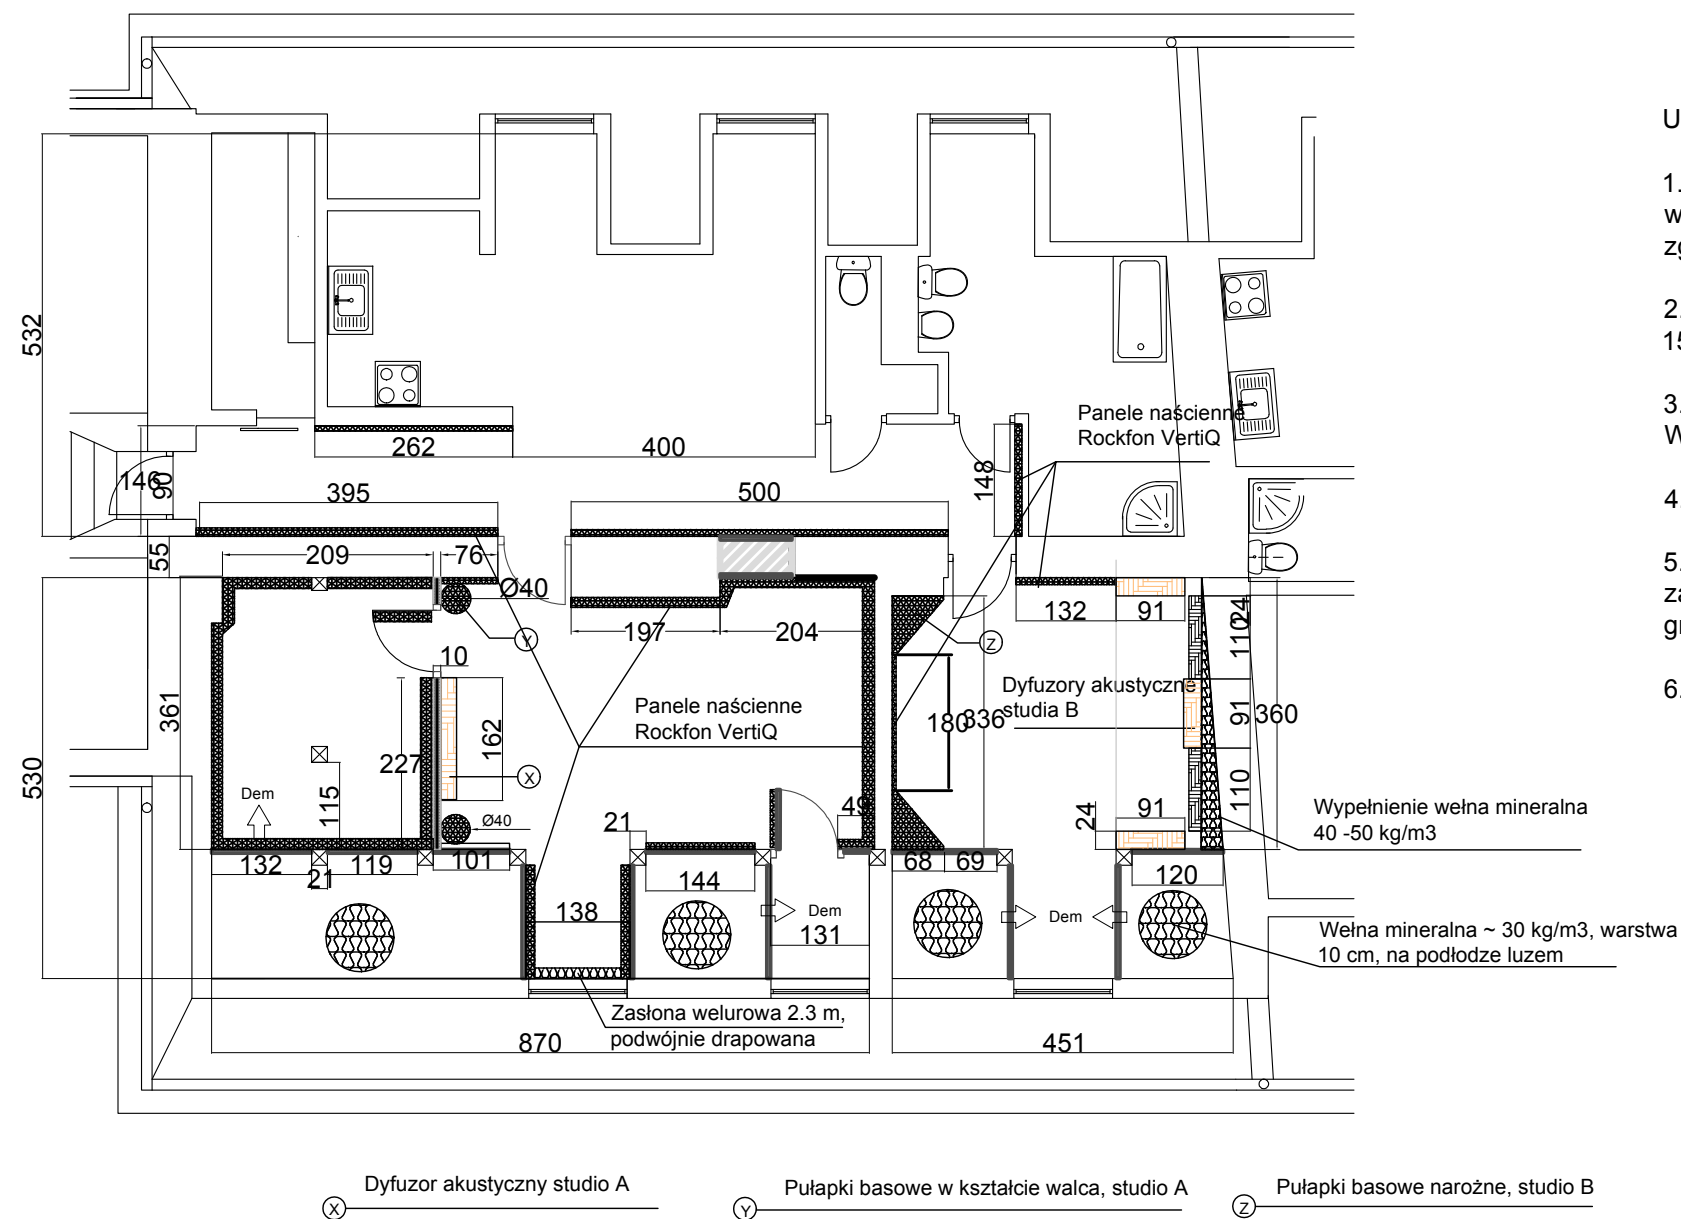 U
1.
w
zg
2.
15
3.
W
4.
5.
za
gr
6.
532
262
400
146
90
395
500
148
55
209
76
Ø40
Y
197
204
Z
132
91
24
110
Panele naścienne
Rockfon VertiQ
10
361
530
162
227
115
X
Ø40
Dem
Panele naścienne
Rockfon VertiQ
Dyfuzory akustyczne
studia B
180
336
91
360
110
24
91
21
49
132
21
119
101
144
68
69
120
138
131
Dem
Dem
Wypełnienie wełna mineralna
40 -50 kg/m3
Wełna mineralna ~ 30 kg/m3, warstwa
10 cm, na podłodze luzem
Zasłona welurowa 2.3 m,
podwójnie drapowana
870
451
X Dyfuzor akustyczny studio A
Y Pułapki basowe w kształcie walca, studio A
Z Pułapki basowe narożne, studio B